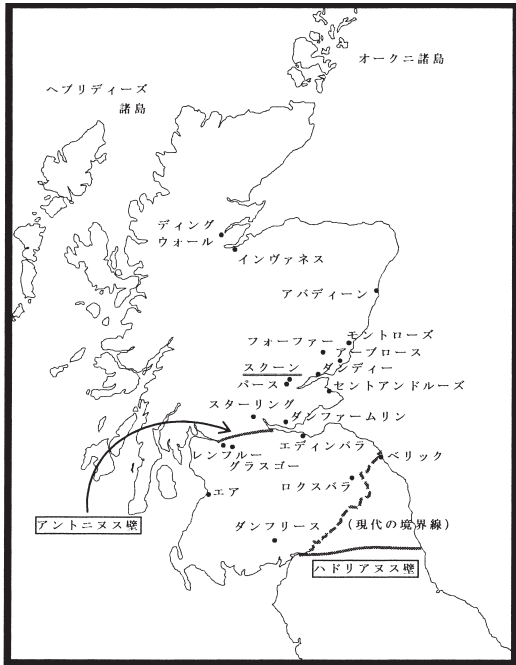 オークニ諸島
ヘブリディーズ
諸島
ディング
ウォール
インヴァネス
アバディーン
モントローズ
フォーファー
アーブロース
スクーン
ダンディー
パース
セントアンドルーズ
スターリング
ダンファームリン
エディンバラ
ベリック
レンフルー
グラスゴー
ロクスバラ
エア
アントニヌス壁
ダンフリース
(現代の境界線)
ハドリアヌス壁